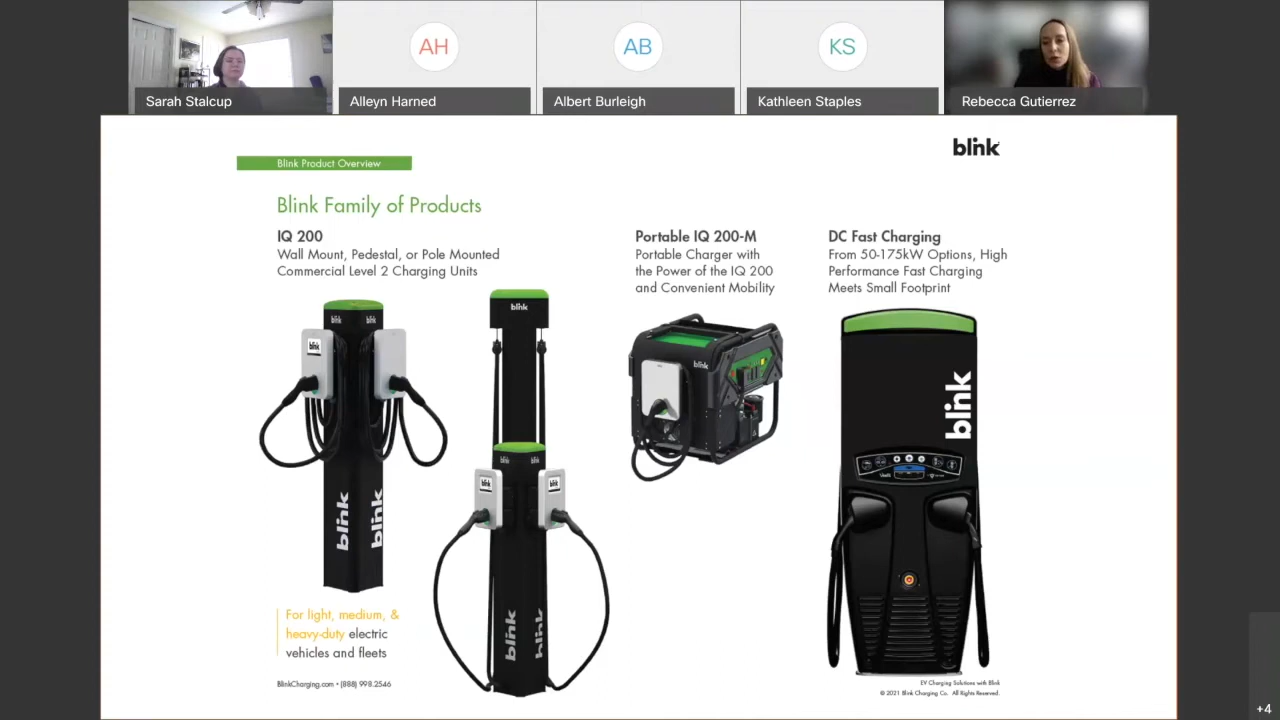 AH
AB
KS
Sarah Stalcup
Alleyn Harned
Albert Burleigh
Kathleen Staples
Rebecca Gutierrez
blink
Blink Product Overview
Blink Family of Products
IQ 200
Wall Mount, Pedestal, or Pole Mounted
Commercial Level 2 Charging Units
Portable IQ 200-M
Portable Charger with
the Power of the IQ 200
and Convenient Mobility
DC Fast Charging
From 50-175kW Options, High
Performance Fast Charging
Meets Small Footprint
blink
blink
blink
blink
blink
blink
blink
blink
blink
blink
blink
blink
blink
blink
For light, medium, &
heavy-duty electric
vehicles and fleets
BlinkCharging.com • (888) 998.2546
EV Charging Solutions with Blink
© 2021 Blink Charging Co. All Rights Reserved.
+4